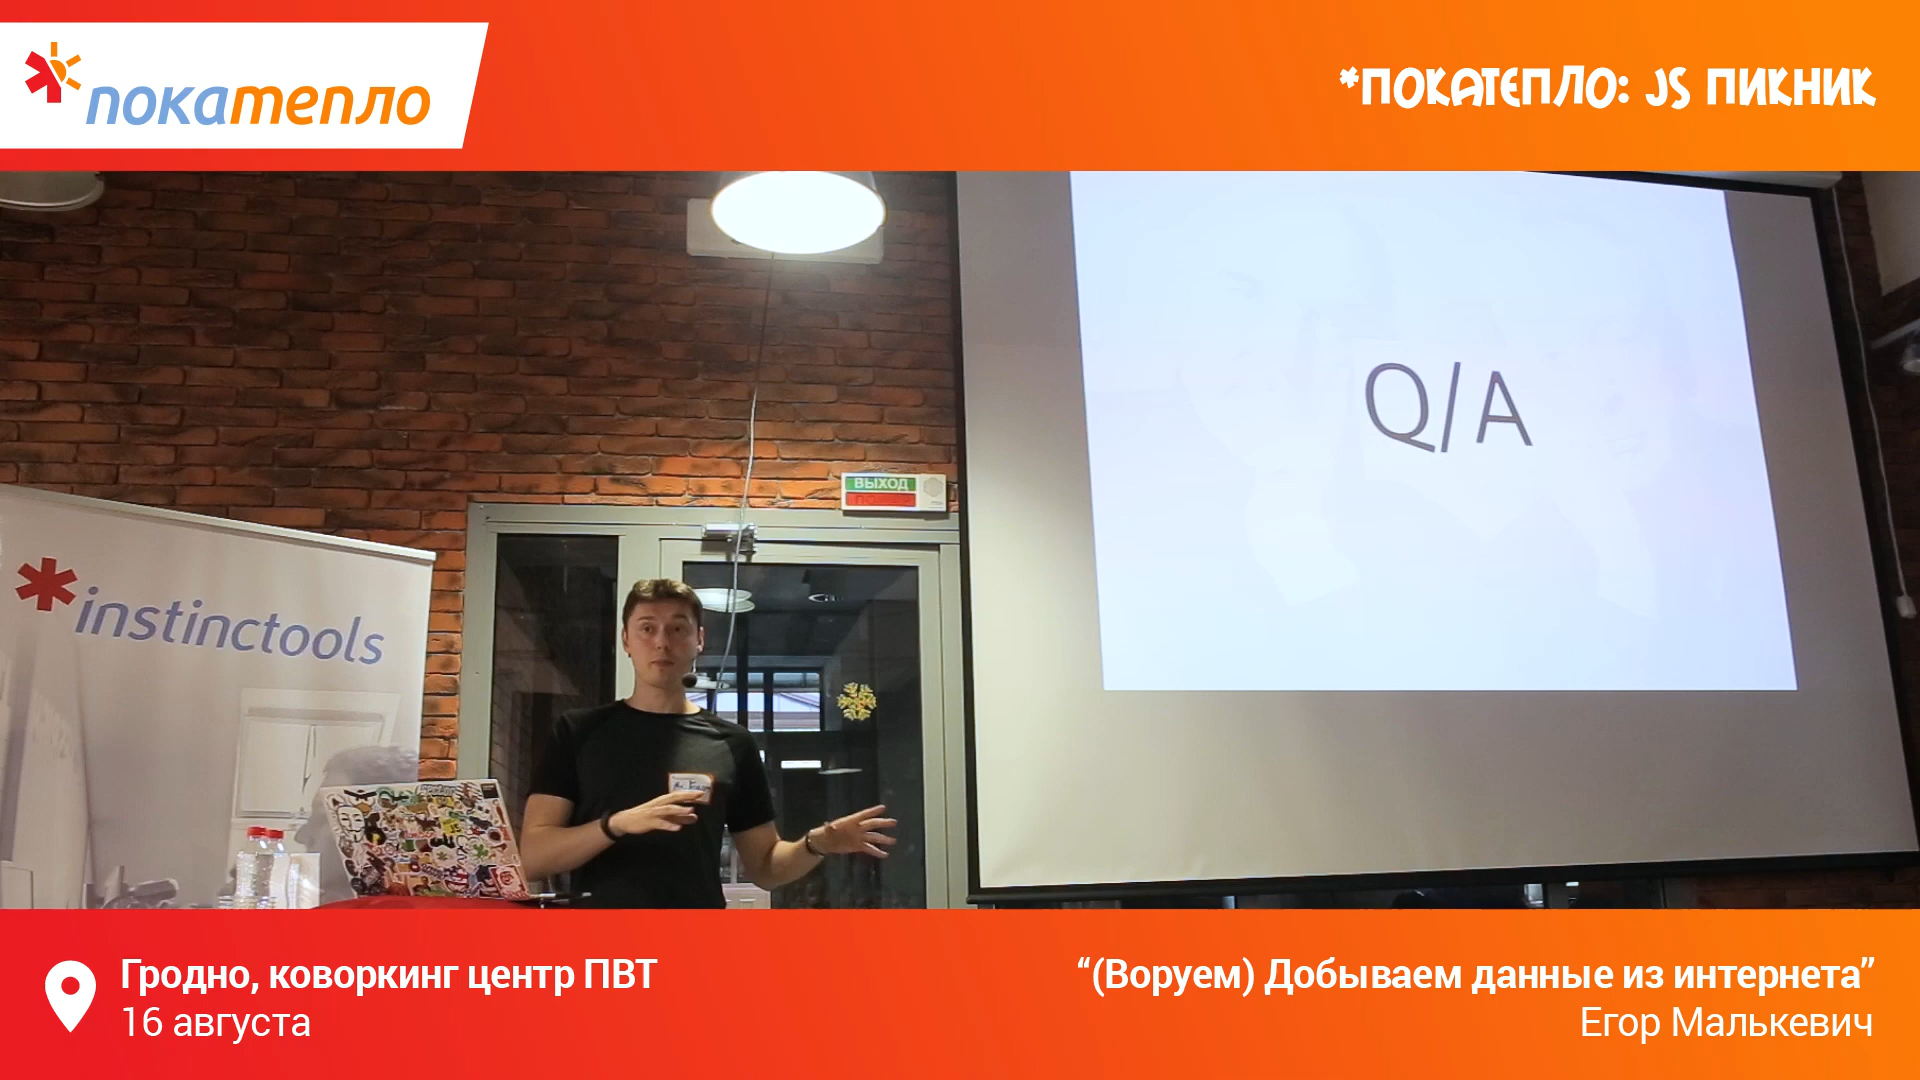 покатепло
*ПОКАТЕПЛО: JS ПИКНИК
Q/A
ВЫХОД
*instinctools
Гродно, коворкинг центр ПВТ
16 августа
“(Воруем) Добываем данные из интернета”
Егор Малькевич